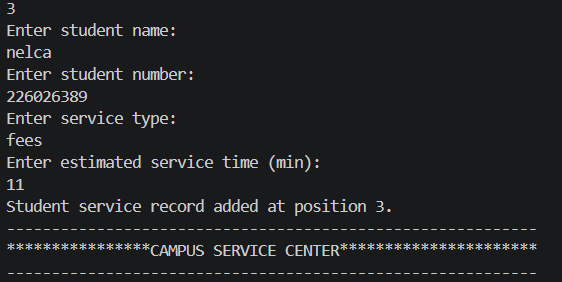 3
Enter student name:
nelca
Enter student number:
226026389
Enter service type:
fees
Enter estimated service time (min):
11
Student service record added at position 3.
-----------------------------------------------------------
****************CAMPUS SERVICE CENTER**********************
-----------------------------------------------------------